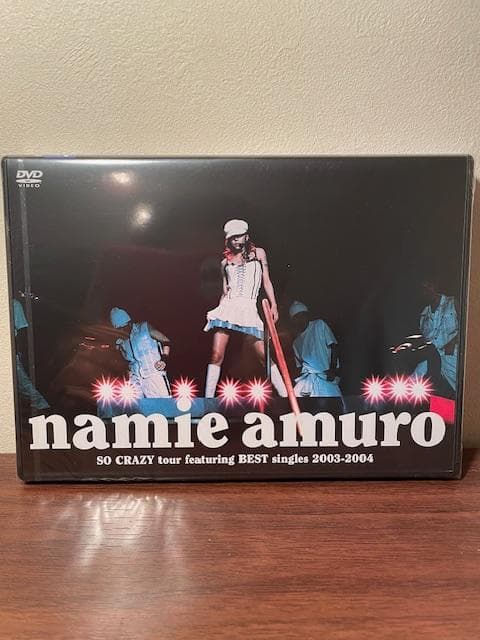 DVD
VIDEO
namie amuro
SO CRAZY tour featuring BEST singles 2003-2004